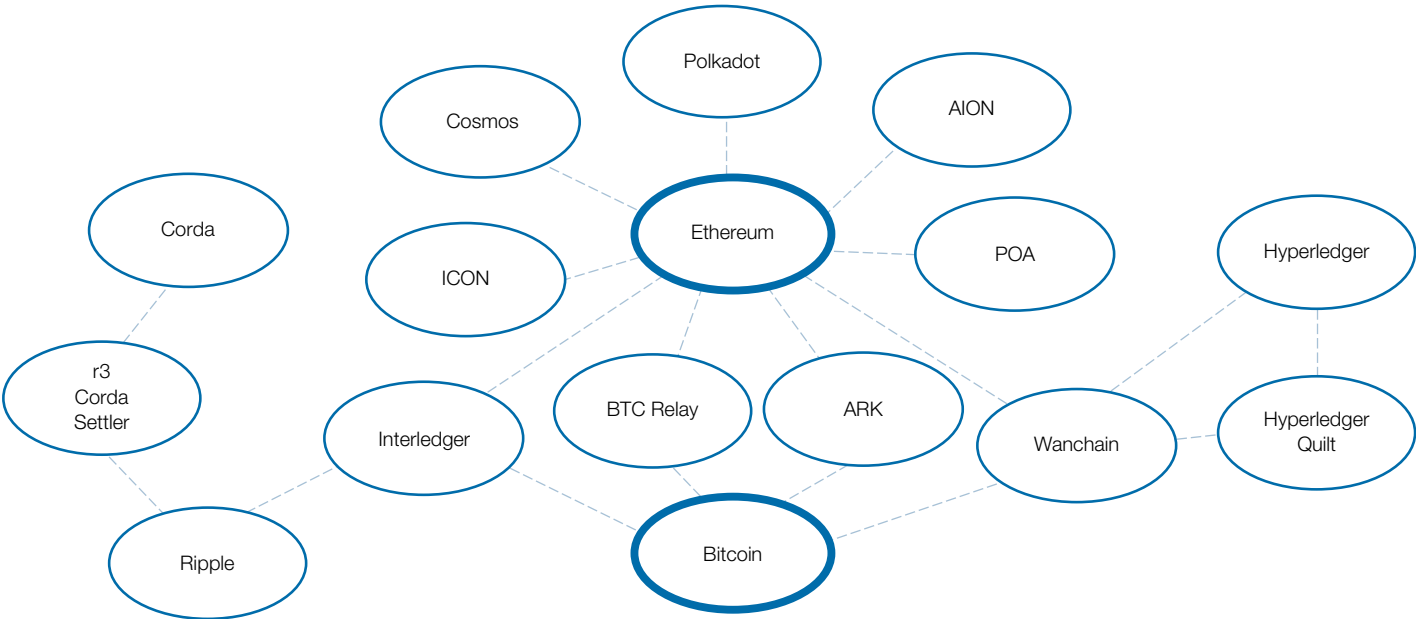 Polkadot
AION
Cosmos
Corda
Ethereum
Hyperledger
POA
ICON
r3
Corda
Settler
BTC Relay
ARK
Interledger
Wanchain
Hyperledger
Quilt
Bitcoin
Ripple